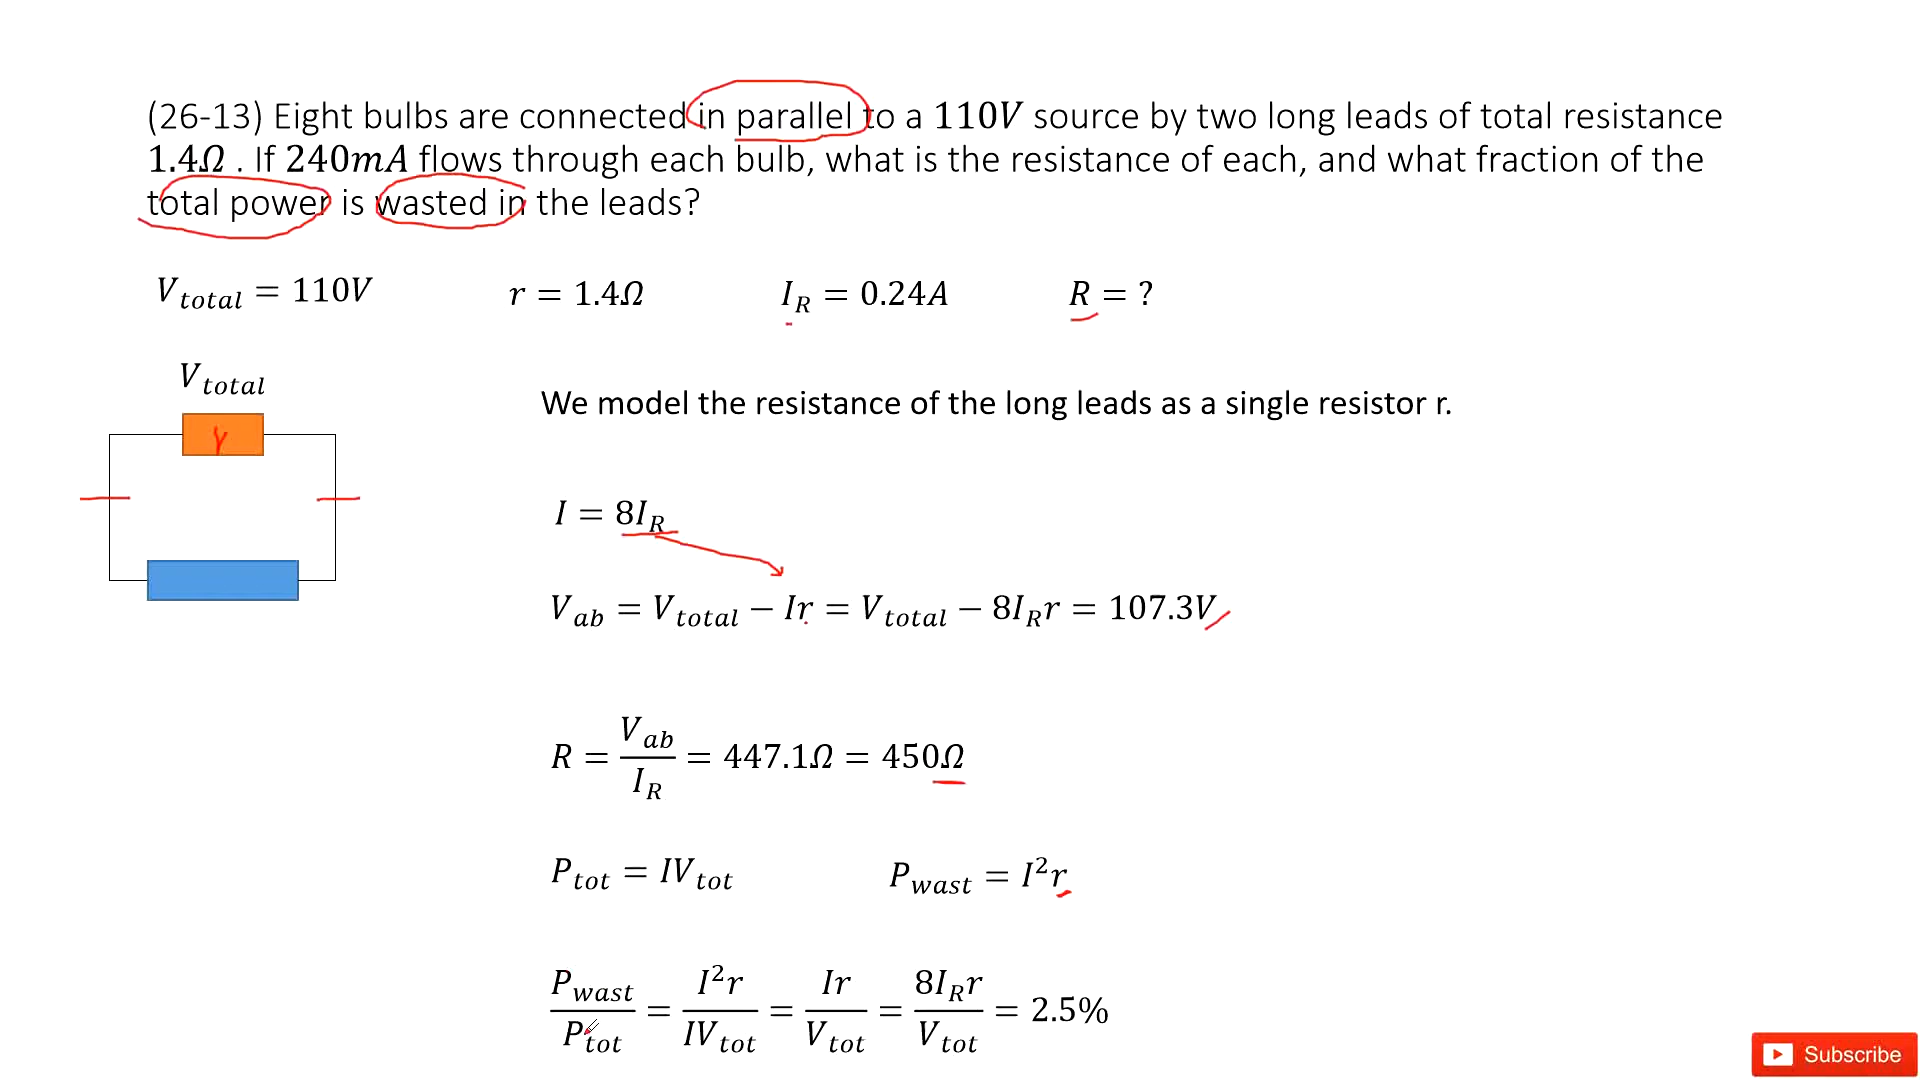 (26-13) Eight bulbs are connected in parallel to a 110V source by two long leads of total resistance
1.4Ω . If 240mA flows through each bulb, what is the resistance of each, and what fraction of the
total power is wasted in the leads?
V_total = 110V r = 1.4Ω I_R = 0.24A R = ?
V_total
r
We model the resistance of the long leads as a single resistor r.
I = 8I_R
V_ab = V_total − Ir = V_total − 8I_R r = 107.3V
R = V_ab / I_R = 447.1Ω = 450Ω
P_tot = IV_tot P_wast = I²r
P_wast / P_tot = I²r / IV_tot = Ir / V_tot = 8I_R r / V_tot = 2.5%
Subscribe